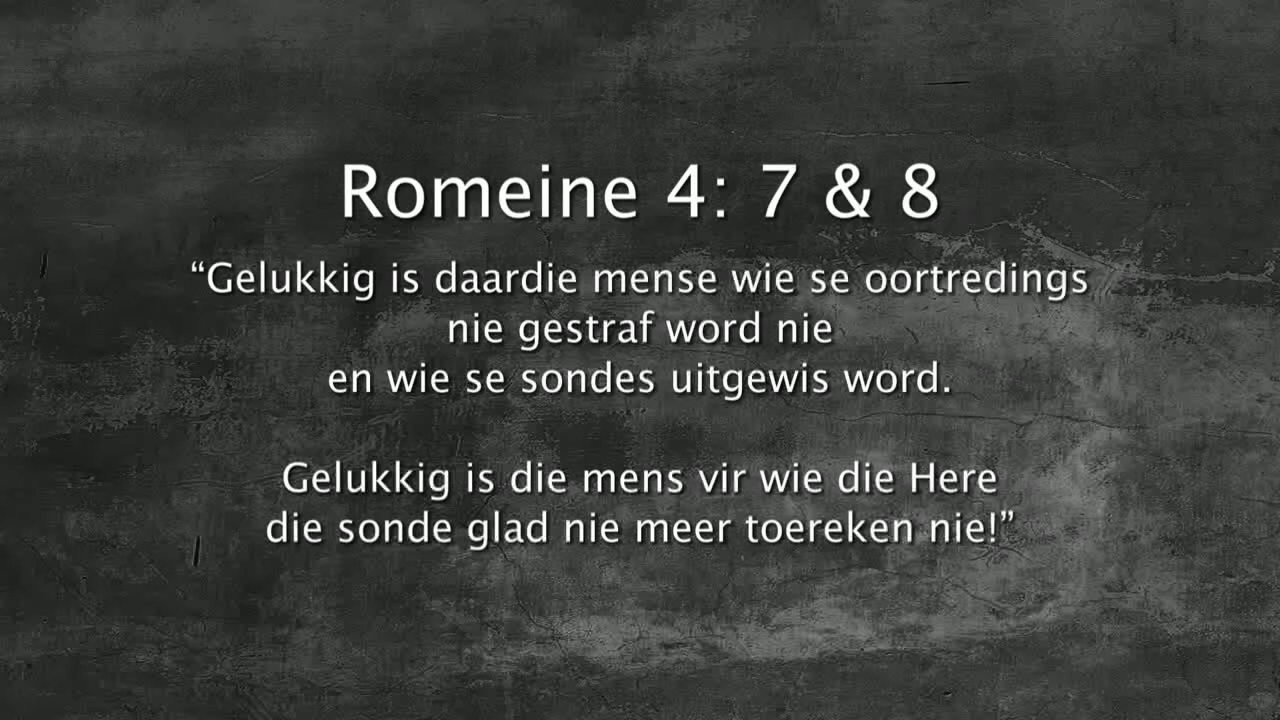 Romeine 4: 7 & 8
“Gelukkig is daardie mense wie se oortredings
nie gestraf word nie
en wie se sondes uitgewis word.
Gelukkig is die mens vir wie die Here
die sonde glad nie meer toereken nie!”